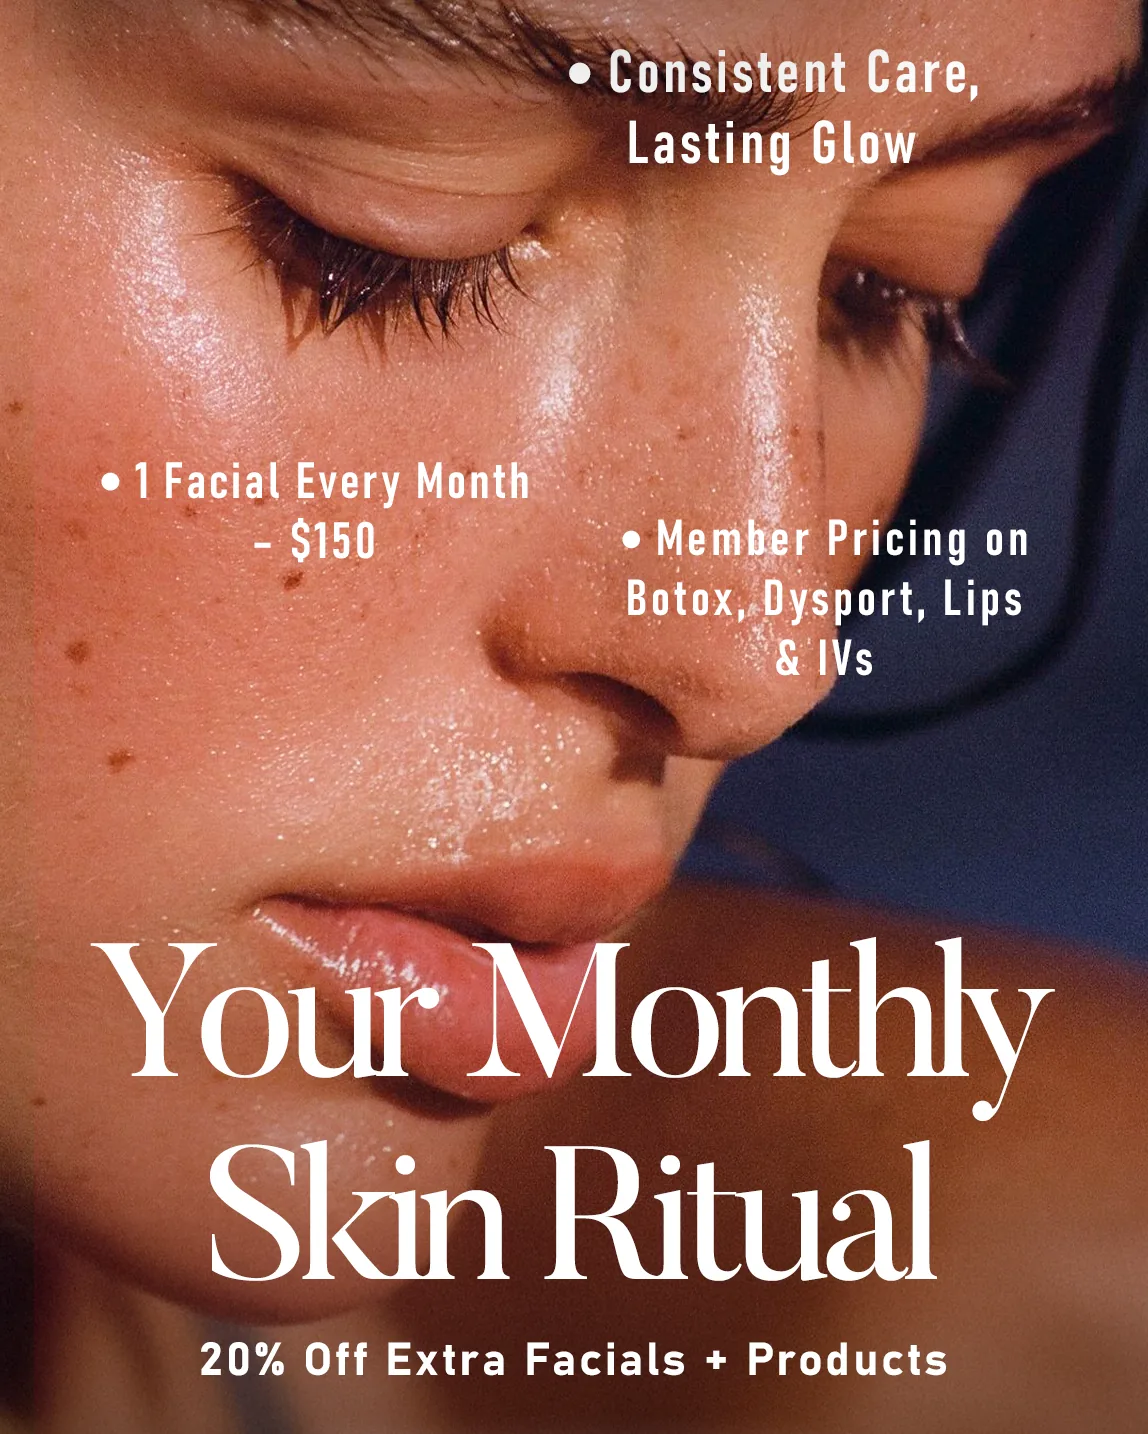 • Consistent Care,
Lasting Glow
• 1 Facial Every Month
– $150
• Member Pricing on
Botox, Dysport, Lips
& IVs
Your Monthly
Skin Ritual
20% Off Extra Facials + Products